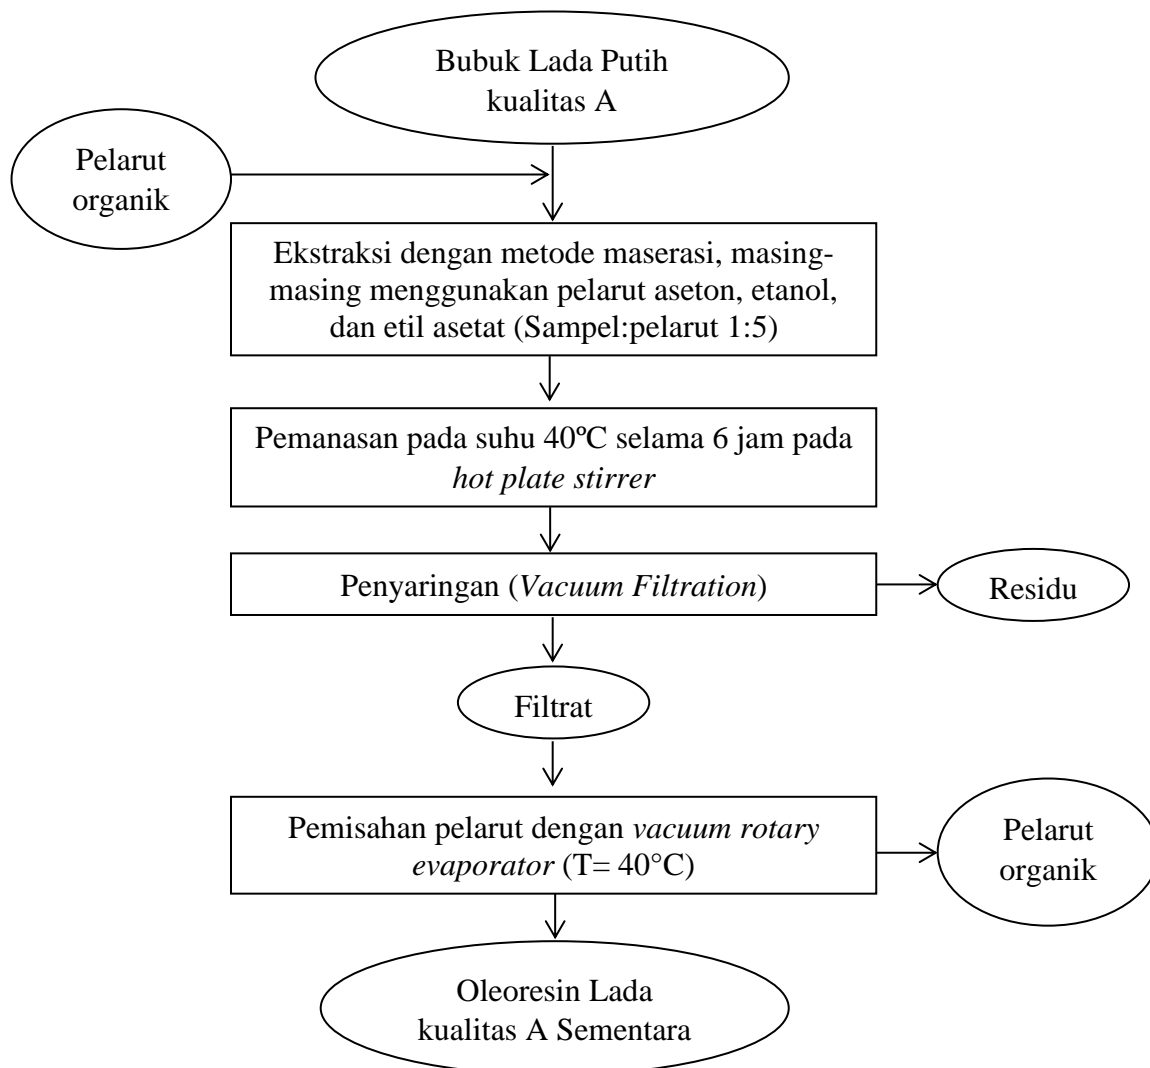 Bubuk Lada Putih
kualitas A
Pelarut
organik
Ekstraksi dengan metode maserasi, masing-
masing menggunakan pelarut aseton, etanol,
dan etil asetat (Sampel:pelarut 1:5)
Pemanasan pada suhu 40ºC selama 6 jam pada
hot plate stirrer
Penyaringan (Vacuum Filtration)
Residu
Filtrat
Pemisahan pelarut dengan vacuum rotary
evaporator (T= 40°C)
Pelarut
organik
Oleoresin Lada
kualitas A Sementara